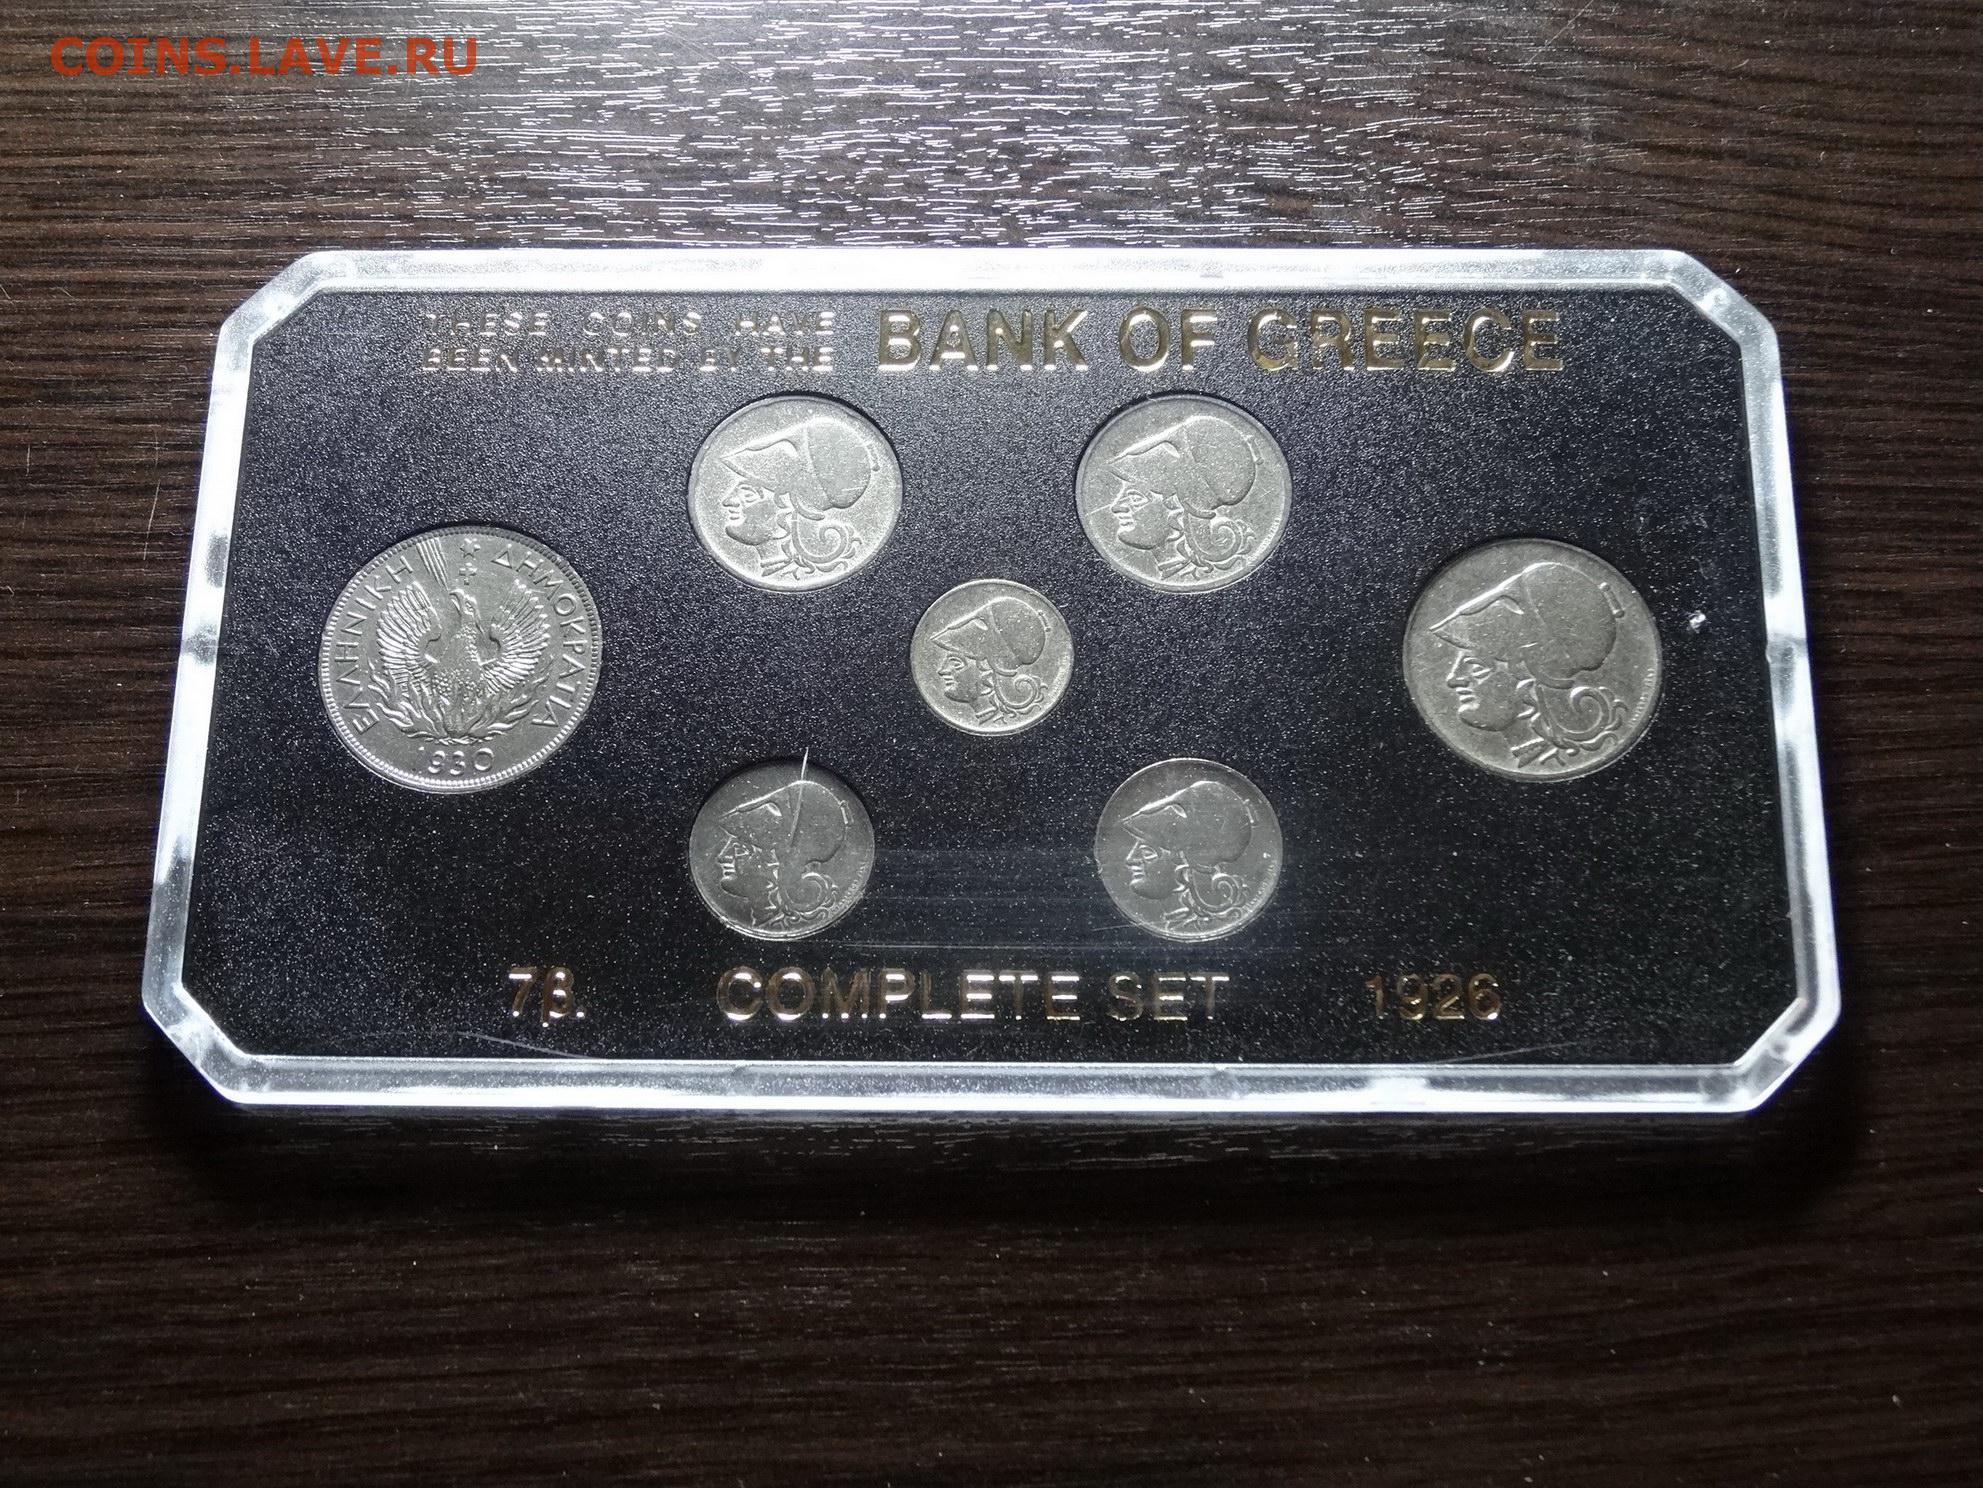 COINS.LAVE.RU
THESE COINS HAVE
BEEN MINTED BY THE
BANK OF GREECE
ΕΛΛΗΝΙΚΗ ΔΗΜΟΚΡΑΤΙΑ
1930
7β. COMPLETE SET 1926